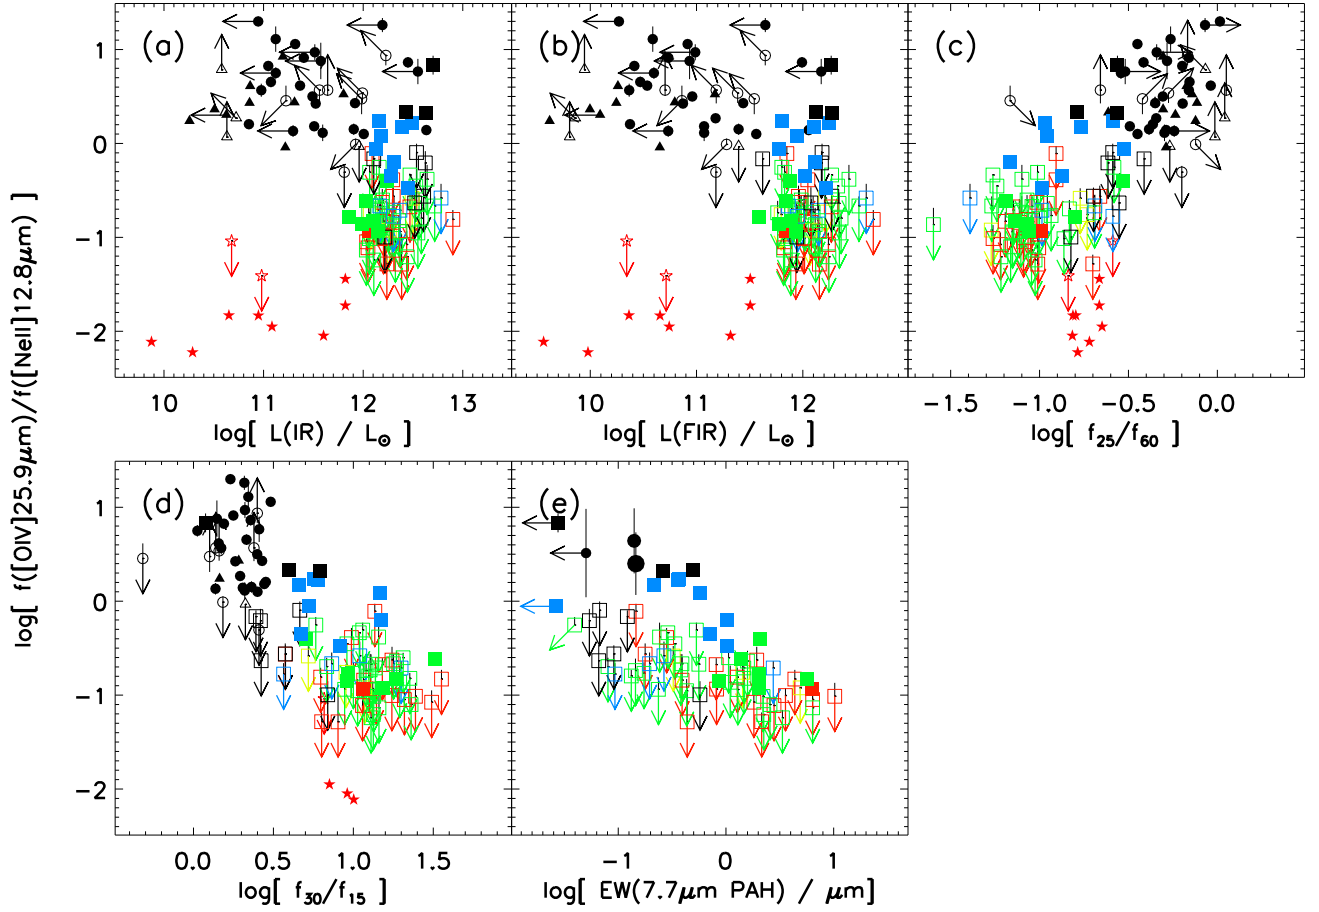 log[ f([OIV]25.9μm)/f([NeII]12.8μm) ]
(a) (b) (c)
1
0
−1
−2
10 11 12 13 10 11 12 −1.5 −1.0 −0.5 0.0
log[ L(IR) / L⊙ ] log[ L(FIR) / L⊙ ] log[ f25/f60 ]
(d) (e)
1
0
−1
−2
0.0 0.5 1.0 1.5 −1 0 1
log[ f30/f15 ] log[ EW(7.7μm PAH) / μm]